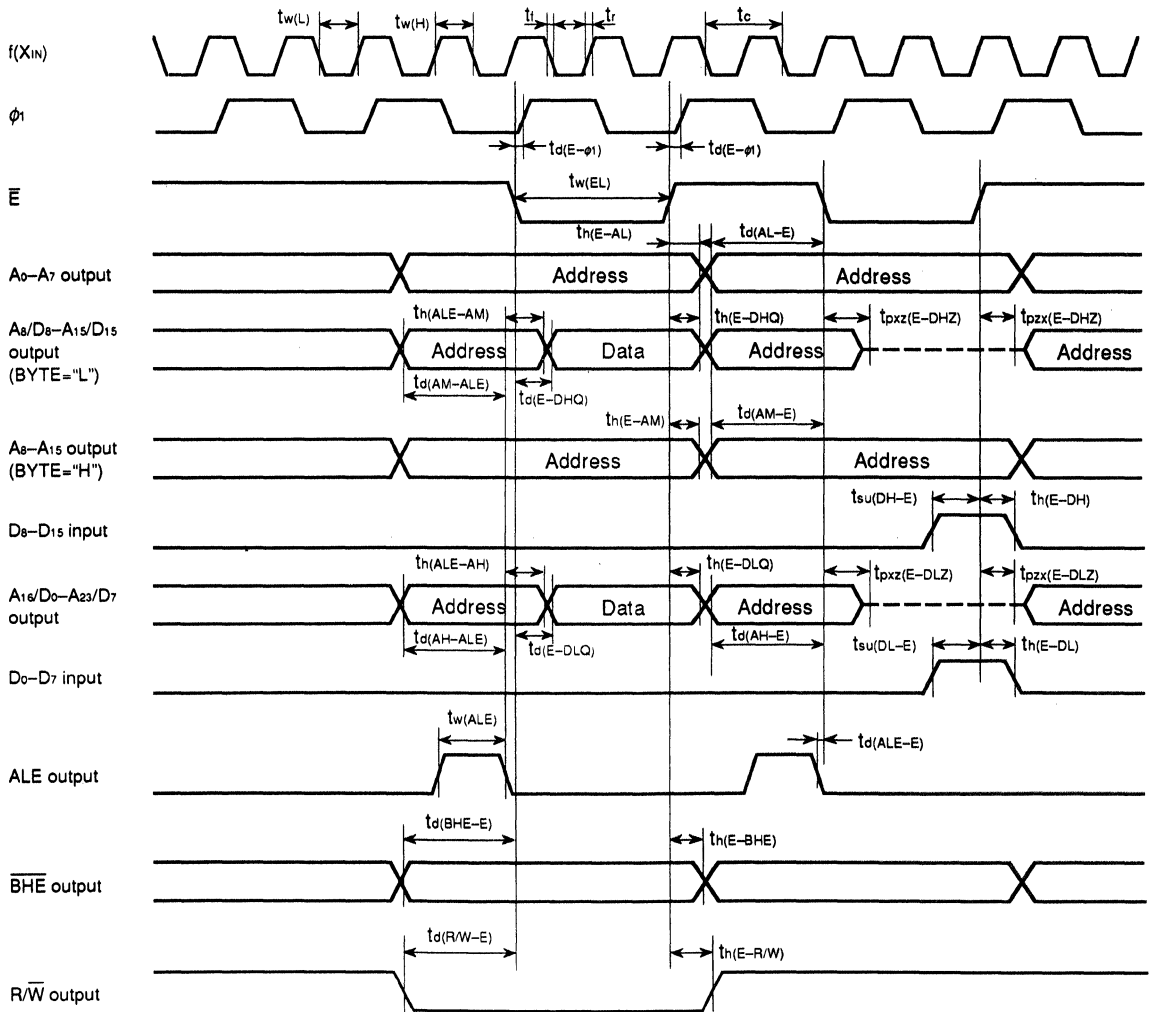 tw(L) tw(H) tf tr tc
f(XIN)
ϕ1
td(E–ϕ1) td(E–ϕ1)
E̅
tw(EL)
th(E–AL) td(AL–E)
A0–A7 output Address Address
A8/D8–A15/D15
output
(BYTE="L")
th(ALE–AM) th(E–DHQ) tpxz(E–DHZ) tpzx(E–DHZ)
Address Data Address Address
td(AM–ALE) td(E–DHQ)
th(E–AM) td(AM–E)
A8–A15 output
(BYTE="H")
Address Address
tsu(DH–E) th(E–DH)
D8–D15 input
th(ALE–AH) th(E–DLQ) tpxz(E–DLZ) tpzx(E–DLZ)
A16/D0–A23/D7
output
Address Data Address Address
td(AH–ALE) td(E–DLQ) td(AH–E) tsu(DL–E) th(E–DL)
D0–D7 input
tw(ALE) td(ALE–E)
ALE output
td(BHE–E) th(E–BHE)
B̅H̅E̅ output
td(R/W–E) th(E–R/W)
R/W̅ output